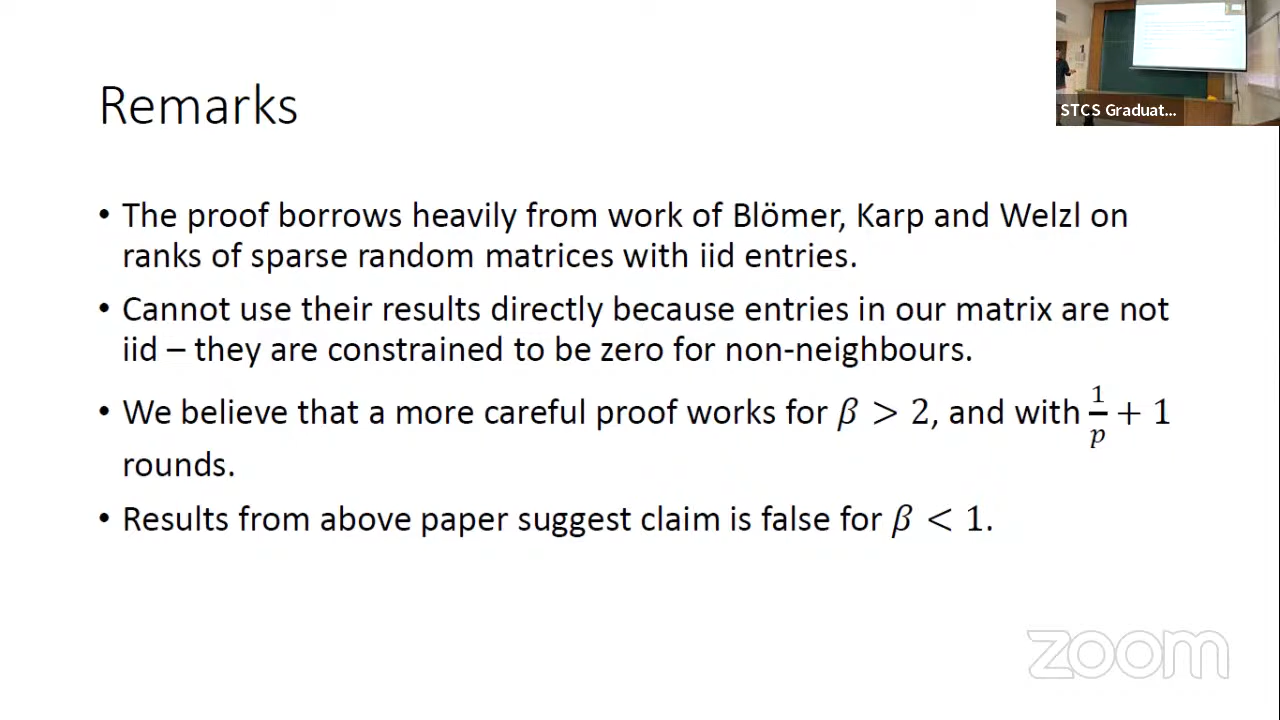 STCS Graduat...
Remarks
• The proof borrows heavily from work of Blömer, Karp and Welzl on
ranks of sparse random matrices with iid entries.
• Cannot use their results directly because entries in our matrix are not
iid – they are constrained to be zero for non-neighbours.
• We believe that a more careful proof works for β > 2, and with 1/p + 1
rounds.
• Results from above paper suggest claim is false for β < 1.
zoom